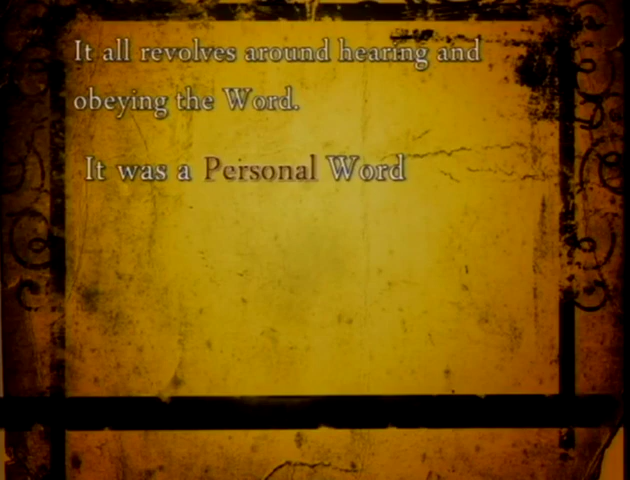 It all revolves around hearing and
obeying the Word.
It was a Personal Word